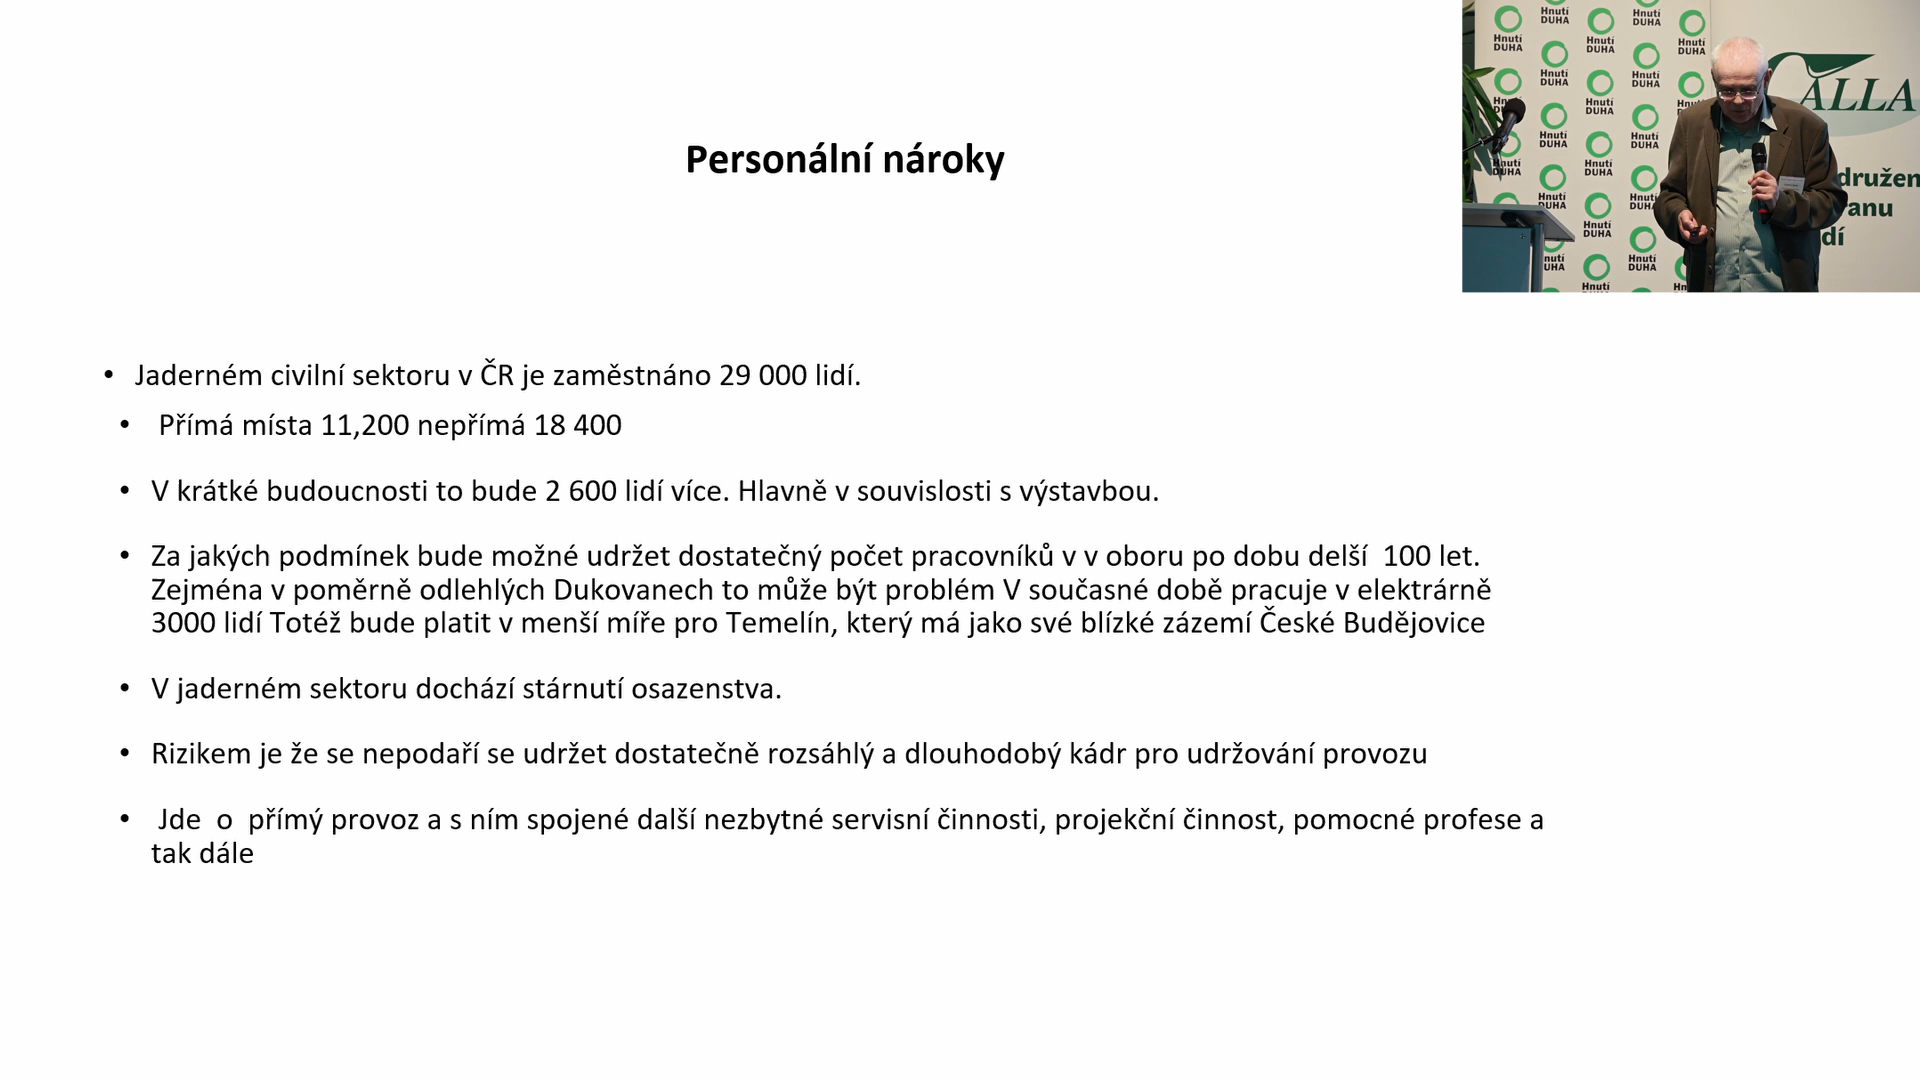 Personální nároky
• Jaderném civilní sektoru v ČR je zaměstnáno 29 000 lidí.
• Přímá místa 11,200 nepřímá 18 400
• V krátké budoucnosti to bude 2 600 lidí více. Hlavně v souvislosti s výstavbou.
• Za jakých podmínek bude možné udržet dostatečný počet pracovníků v v oboru po dobu delší  100 let.
Zejména v poměrně odlehlých Dukovanech to může být problém V současné době pracuje v elektrárně
3000 lidí Totéž bude platit v menší míře pro Temelín, který má jako své blízké zázemí České Budějovice
• V jaderném sektoru dochází stárnutí osazenstva.
• Rizikem je že se nepodaří se udržet dostatečně rozsáhlý a dlouhodobý kádr pro udržování provozu
• Jde  o  přímý provoz a s ním spojené další nezbytné servisní činnosti, projekční činnost, pomocné profese a
tak dále
Hnutí
DUHA
CALLA